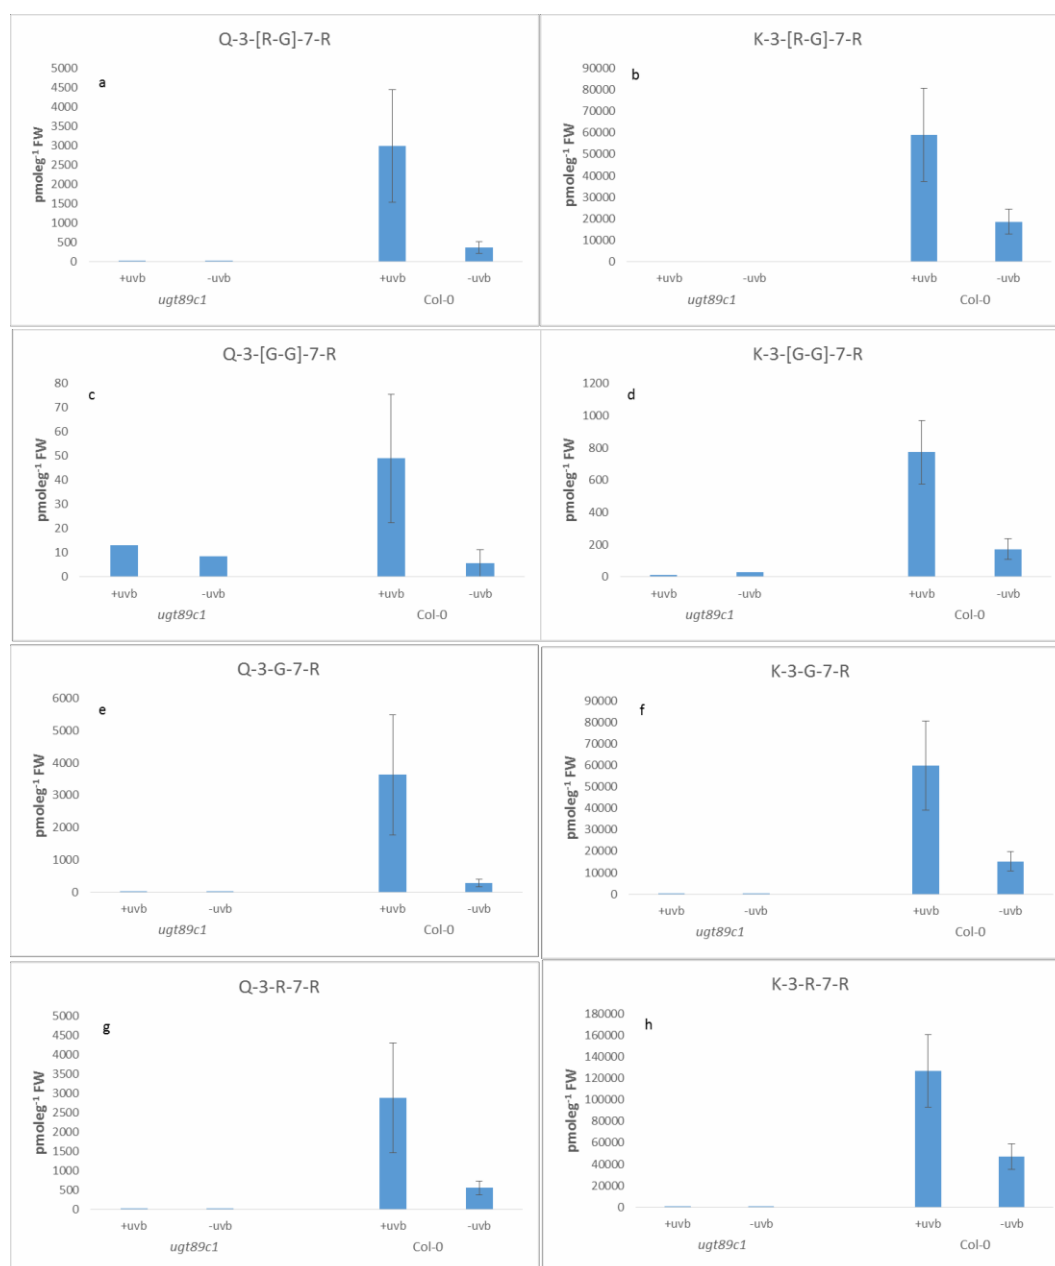 Q-3-[R-G]-7-R
a
pmoleg⁻¹ FW
5000
4500
4000
3500
3000
2500
2000
1500
1000
500
0
+uvb -uvb +uvb -uvb
ugt89c1 Col-0
K-3-[R-G]-7-R
b
pmoleg⁻¹ FW
90000
80000
70000
60000
50000
40000
30000
20000
10000
0
+uvb -uvb +uvb -uvb
ugt89c1 Col-0
Q-3-[G-G]-7-R
c
pmoleg⁻¹ FW
80
70
60
50
40
30
20
10
0
+uvb -uvb +uvb -uvb
ugt89c1 Col-0
K-3-[G-G]-7-R
d
pmoleg⁻¹ FW
1200
1000
800
600
400
200
0
+uvb -uvb +uvb -uvb
ugt89c1 Col-0
Q-3-G-7-R
e
pmoleg⁻¹ FW
6000
5000
4000
3000
2000
1000
0
+uvb -uvb +uvb -uvb
ugt89c1 Col-0
K-3-G-7-R
f
pmoleg⁻¹ FW
90000
80000
70000
60000
50000
40000
30000
20000
10000
0
+uvb -uvb +uvb -uvb
ugt89c1 Col-0
Q-3-R-7-R
g
pmoleg⁻¹ FW
5000
4500
4000
3500
3000
2500
2000
1500
1000
500
0
+uvb -uvb +uvb -uvb
ugt89c1 Col-0
K-3-R-7-R
h
pmoleg⁻¹ FW
180000
160000
140000
120000
100000
80000
60000
40000
20000
0
+uvb -uvb +uvb -uvb
ugt89c1 Col-0